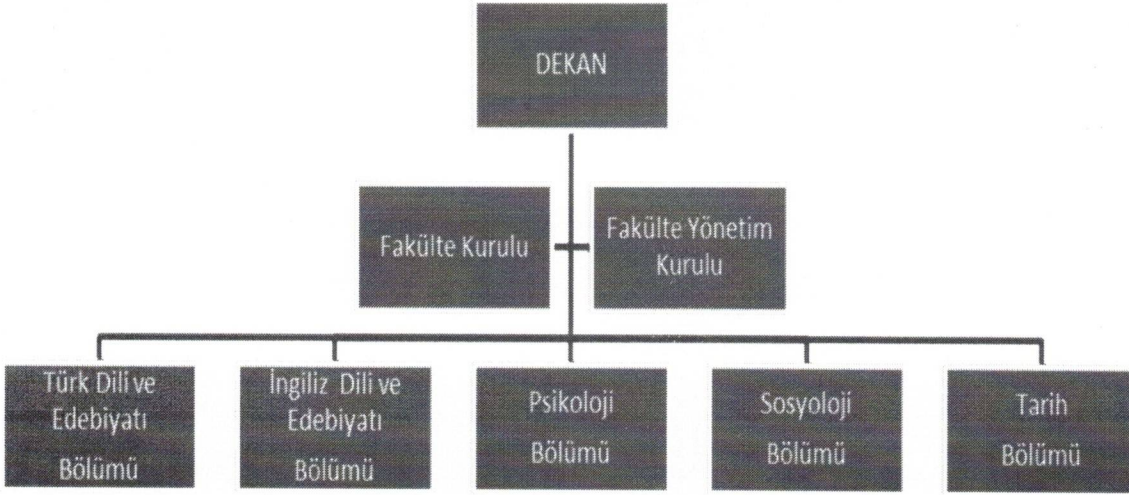 DEKAN
Fakülte Kurulu
Fakülte Yönetim
Kurulu
Türk Dili ve
Edebiyatı
Bölümü
İngiliz Dili ve
Edebiyatı
Bölümü
Psikoloji
Bölümü
Sosyoloji
Bölümü
Tarih
Bölümü